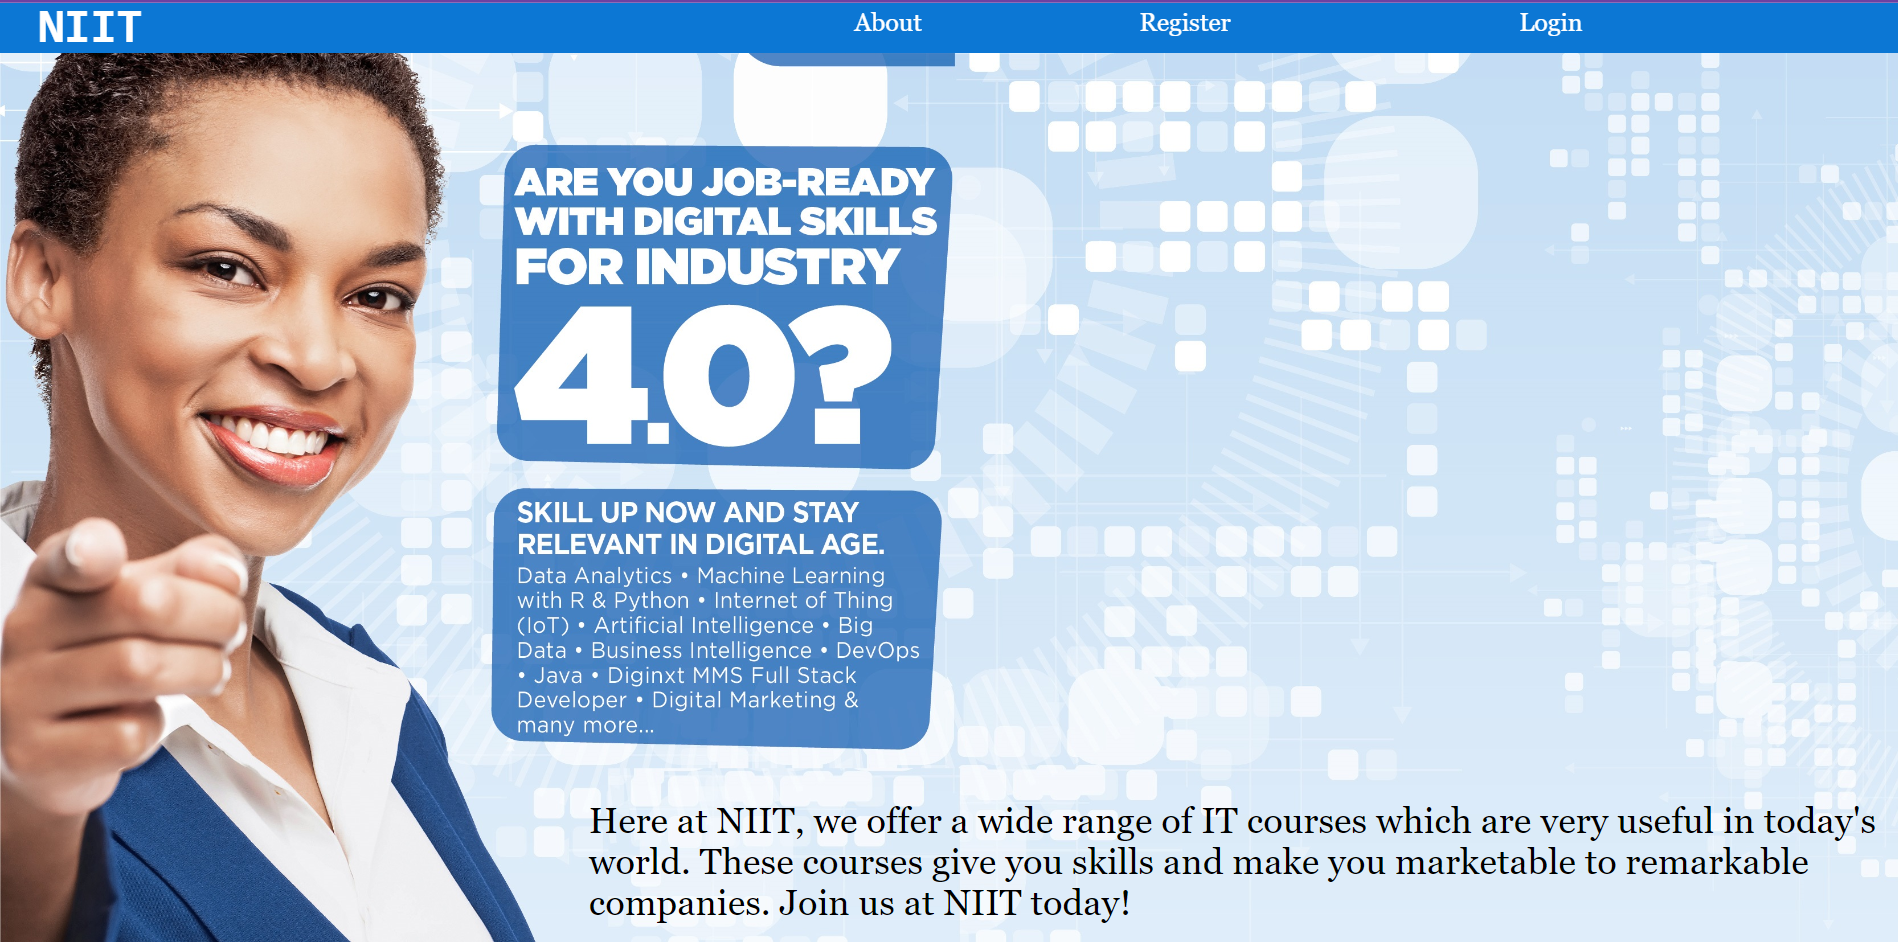 NIIT
About
Register
Login
ARE YOU JOB-READY
WITH DIGITAL SKILLS
FOR INDUSTRY
4.0?
SKILL UP NOW AND STAY
RELEVANT IN DIGITAL AGE.
Data Analytics • Machine Learning
with R & Python • Internet of Thing
(IoT) • Artificial Intelligence • Big
Data • Business Intelligence • DevOps
• Java • Diginxt MMS Full Stack
Developer • Digital Marketing &
many more...
Here at NIIT, we offer a wide range of IT courses which are very useful in today's
world. These courses give you skills and make you marketable to remarkable
companies. Join us at NIIT today!